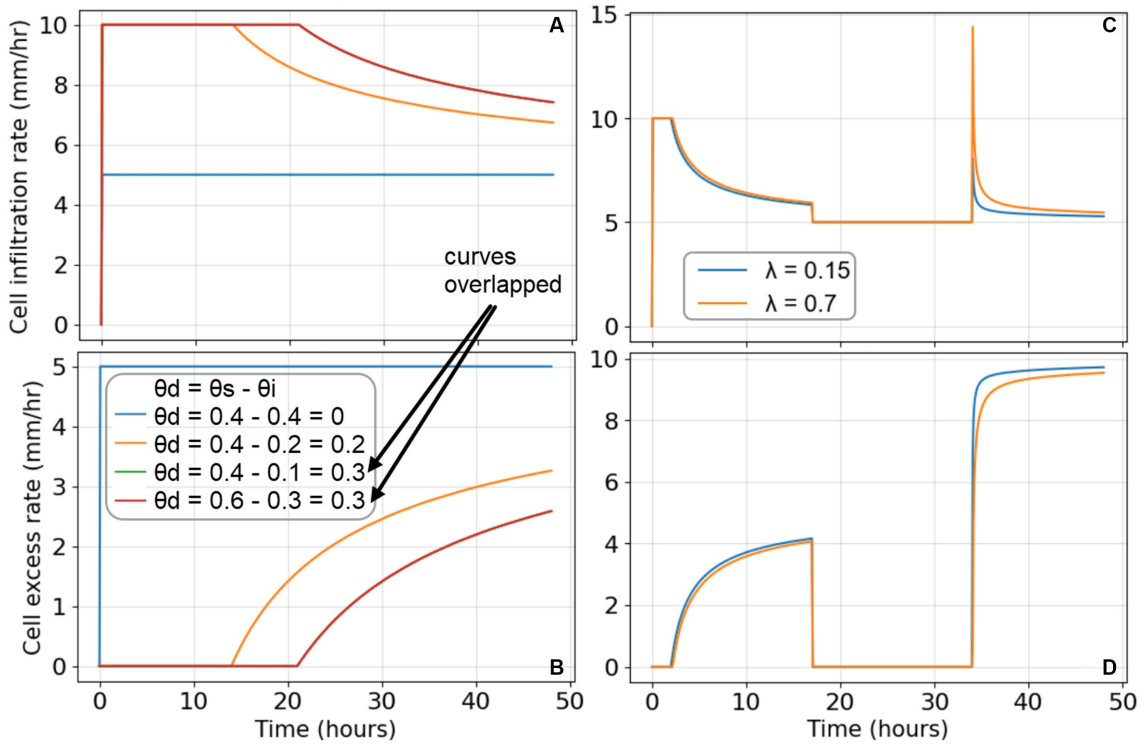 Cell infiltration rate (mm/hr)
10
8
6
4
2
0
A
curves
overlapped
15
10
5
0
C
λ = 0.15
λ = 0.7
Cell excess rate (mm/hr)
5
4
3
2
1
0
θd = θs - θi
θd = 0.4 - 0.4 = 0
θd = 0.4 - 0.2 = 0.2
θd = 0.4 - 0.1 = 0.3
θd = 0.6 - 0.3 = 0.3
B
0 10 20 30 40 50
Time (hours)
10
8
6
4
2
0
D
0 10 20 30 40 50
Time (hours)